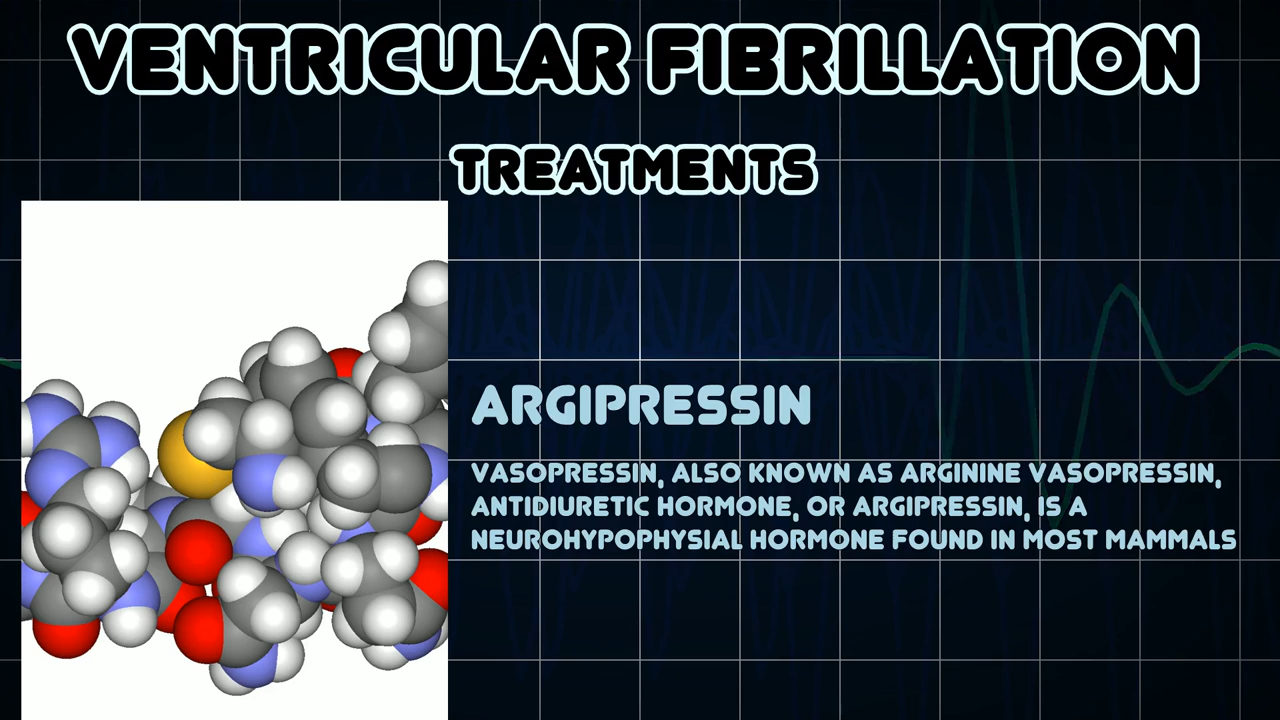 VENTRICULAR FIBRILLATION
TREATMENTS
ARGIPRESSIN
VASOPRESSIN, ALSO KNOWN AS ARGININE VASOPRESSIN,
ANTIDIURETIC HORMONE, OR ARGIPRESSIN, IS A
NEUROHYPOPHYSIAL HORMONE FOUND IN MOST MAMMALS